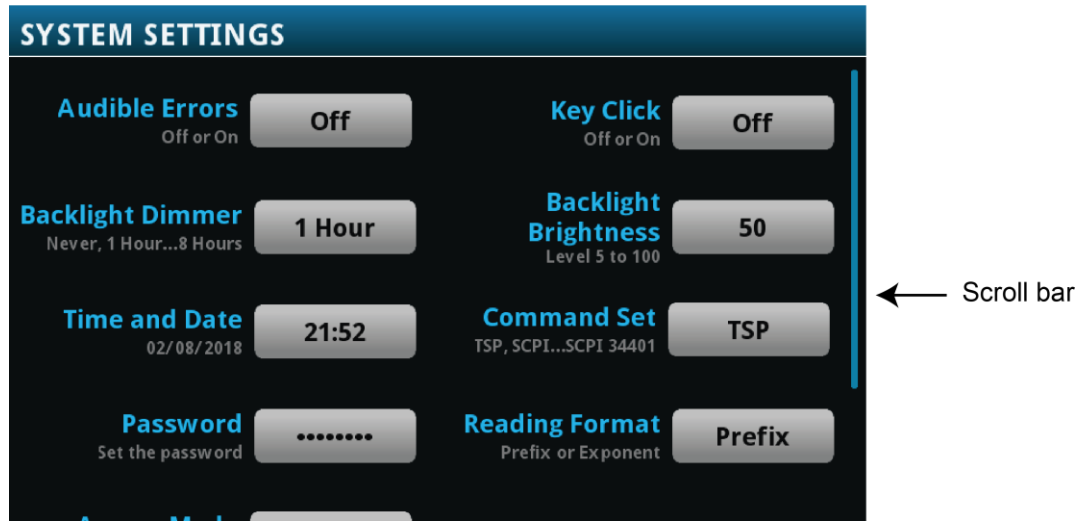 SYSTEM SETTINGS
Audible Errors
Off or On
Off
Key Click
Off or On
Off
Backlight Dimmer
Never, 1 Hour...8 Hours
1 Hour
Backlight
Brightness
Level 5 to 100
50
Scroll bar
Time and Date
02/08/2018
21:52
Command Set
TSP, SCPI...SCPI 34401
TSP
Password
Set the password
••••••••
Reading Format
Prefix or Exponent
Prefix